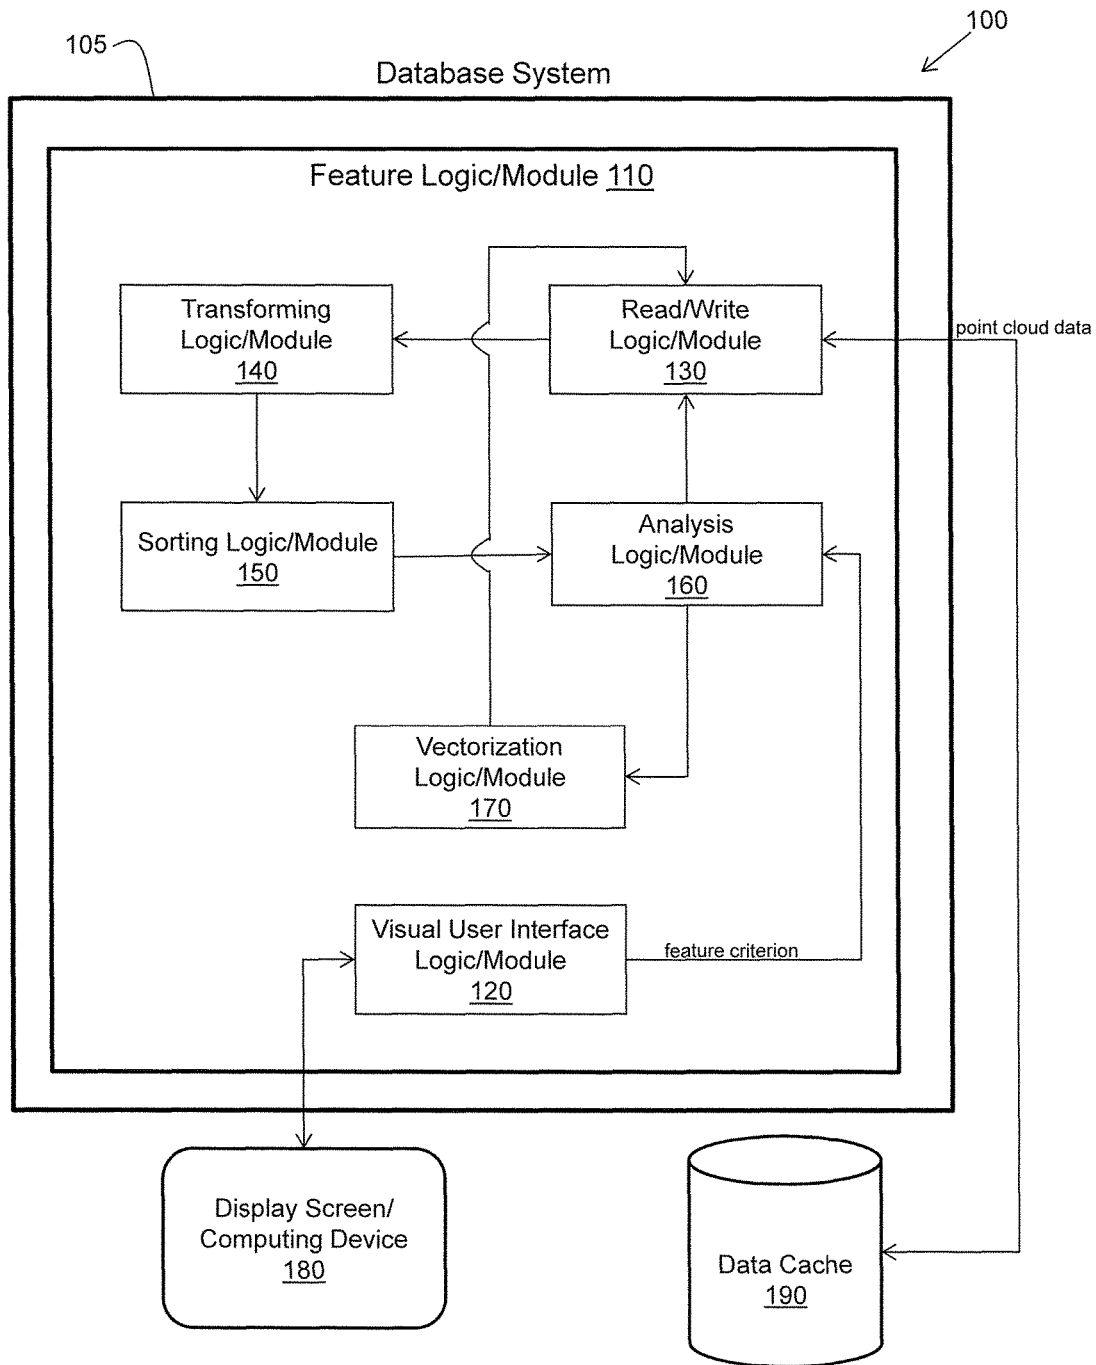 100
105
Database System
Feature Logic/Module 110
Transforming
Logic/Module
140
Read/Write
Logic/Module
130
point cloud data
Sorting Logic/Module
150
Analysis
Logic/Module
160
Vectorization
Logic/Module
170
Visual User Interface
Logic/Module
120
feature criterion
Display Screen/
Computing Device
180
Data Cache
190